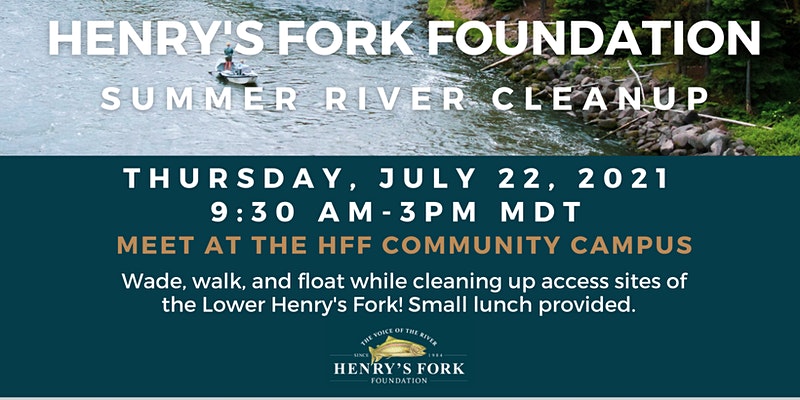 HENRY'S FORK FOUNDATION
SUMMER RIVER CLEANUP
THURSDAY, JULY 22, 2021
9:30 AM-3PM MDT
MEET AT THE HFF COMMUNITY CAMPUS
Wade, walk, and float while cleaning up access sites of
the Lower Henry's Fork! Small lunch provided.
THE VOICE OF THE RIVER
SINCE 1984
HENRY'S FORK
FOUNDATION